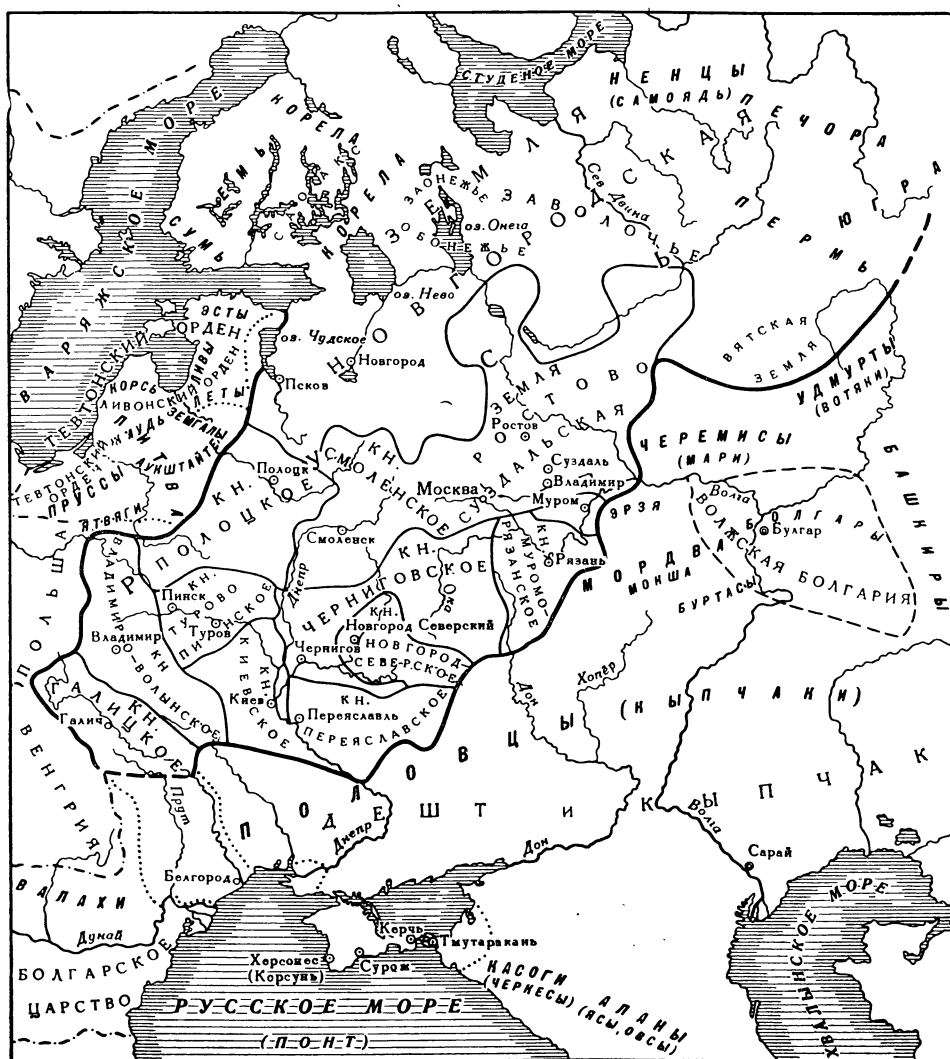 СТУДЕНОЕ МОРЕ
НЕНЦЫ
(САМОЯДЬ)
ПЕЧОРА
ЮГРА
ПЕРМЬ
ВАРЯЖСКОЕ МОРЕ
КОРЕЛА
СУМЬ
ЕМЬ
КОРЕЛА
НОВГОРОДСКАЯ ЗЕМЛЯ
ЗАОНЕЖЬЕ
ОБОНЕЖЬЕ
ЗАВОЛОЧЬЕ
Сев. Двина
оз. Онега
оз. Нево
оз. Чудское
Новгород
Псков
ЭСТЫ
ОРДЕН
ТЕВТОНСКИЙ
ЛИВЫ
ОРДЕН
КОРСЬ
ЛИВОНСКИЙ
ЛЕТЫ
ЗЕМГАЛЫ
ЖМУДЬ
АУКШТАЙТЫ
ЛИТВА
ТЕВТОНСКИЙ
ОРДЕН
ПРУССЫ
ЯТВЯГИ
ВЯТСКАЯ
ЗЕМЛЯ
УДМУРТЫ
(ВОТЯКИ)
ЧЕРЕМИСЫ
(МАРИ)
БАШКИРЫ
РОСТОВО
СУЗДАЛЬСКАЯ
ЗЕМЛЯ
Ростов
Суздаль
Владимир
Москва
Муром
ПОЛОЦКОЕ
КН.
Полоцк
СМОЛЕНСКОЕ
КН.
Смоленск
Днепр
ЭРЗЯ
МОРДВА
МОКША
БУРТАСЫ
Волга
БОЛГАРЫ
Булгар
ВОЛЖСКАЯ БОЛГАРИЯ
МУРОМО-
РЯЗАНСКОЕ
КН.
Рязань
РУСЬ
ЧЕРНИГОВСКОЕ
КН.
Ока
КН.
Новгород Северский
НОВГОРОД-
СЕВЕРСКОЕ
Чернигов
ТУРОВО
ПИНСКОЕ
КН.
Пинск
Туров
ВЛАДИМИРО-ВОЛЫНСКОЕ
КН.
Владимир
КИЕВСКОЕ
КН.
Киев
КН.
Переяславль
ПЕРЕЯСЛАВСКОЕ
ПОЛЬША
ГАЛИЦКОЕ
КН.
Галич
ВЕНГРИЯ
Прут
Хопёр
Дон
ПОЛОВЦЫ (КЫПЧАКИ)
ДЕШТ и КЫПЧАК
Днепр
Дон
Волга
Сарай
Белгород
ВАЛАХИ
Дунай
БОЛГАРСКОЕ
ЦАРСТВО
Херсонес
(Корсунь)
Сурож
Керчь
Тмутаракань
КАСОГИ
(ЧЕРКЕСЫ)
АЛАНЫ
(ЯСЫ, ОВСЫ)
РУССКОЕ МОРЕ
(ПОНТ)
ХВАЛЫНСКОЕ МОРЕ